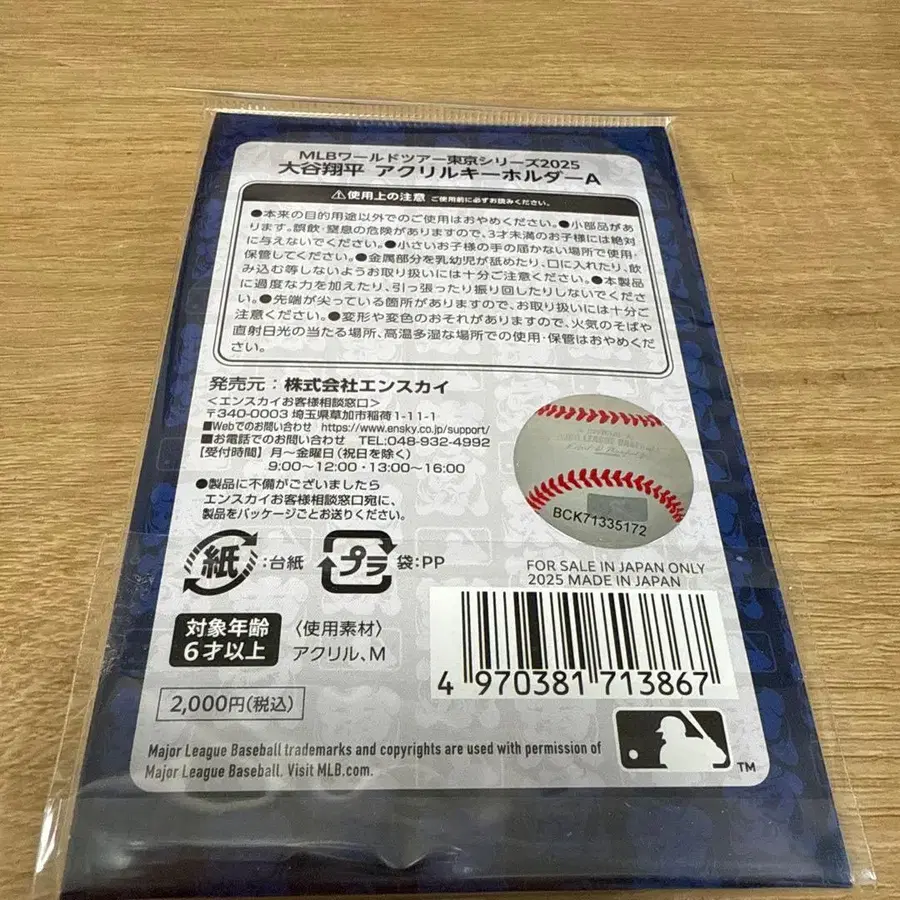 MLBワールドツアー東京シリーズ2025
大谷翔平 アクリルキーホルダーA
⚠使用上の注意 ご使用前に必ずお読みください。
●本来の目的用途以外でのご使用はおやめください。●小部品があ
ります。誤飲・窒息の危険がありますので、3才未満のお子様には絶対
に与えないでください。●小さいお子様の手の届かない場所で使用・
保管してください。●金属部分を乳幼児が舐めたり、口に入れたり、飲
み込む等しないようお取り扱いには十分ご注意ください。●本製品
に過度な力を加えたり、引っ張ったり振り回したりしないでくださ
い。●先端が尖っている箇所がありますので、お取り扱いには十分ご
注意ください。●変形や変色のおそれがありますので、火気のそばや
直射日光の当たる場所、高温多湿な場所での使用・保管はおやめくだ
さい。
発売元：株式会社エンスカイ
＜エンスカイお客様相談窓口＞
〒340-0003 埼玉県草加市稲荷1-11-1
■Webでのお問い合わせ https://www.ensky.co.jp/support/
■お電話でのお問い合わせ TEL:048-932-4992
【受付時間】月〜金曜日(祝日を除く)
9:00〜12:00・13:00〜16:00
●製品に不備がございましたら
エンスカイお客様相談窓口宛に、
製品をパッケージごとお送りください。
BCK71335172
紙：台紙 プラ 袋：PP
FOR SALE IN JAPAN ONLY
2025 MADE IN JAPAN
対象年齢
6才以上
〈使用素材〉
アクリル、M
4 970381 713867
2,000円(税込)
Major League Baseball trademarks and copyrights are used with permission of
Major League Baseball. Visit MLB.com.
TM